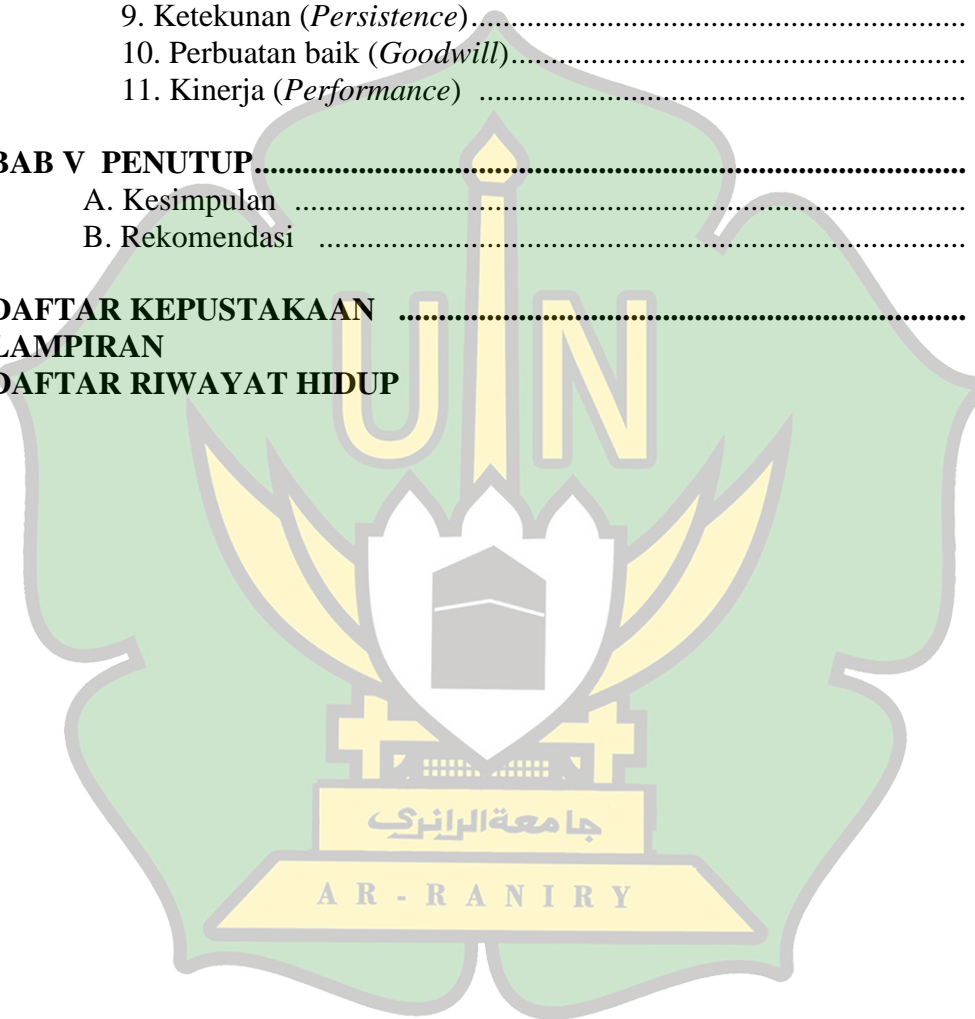 9. Ketekunan (Persistence)..............................................................
10. Perbuatan baik (Goodwill)..........................................................
11. Kinerja (Performance) ..............................................................
BAB V PENUTUP.........................................................................................
A. Kesimpulan ....................................................................................
B. Rekomendasi .................................................................................
DAFTAR KEPUSTAKAAN .......................................................................
LAMPIRAN
DAFTAR RIWAYAT HIDUP
UIN
جامعة الرانري
AR - RANIRY